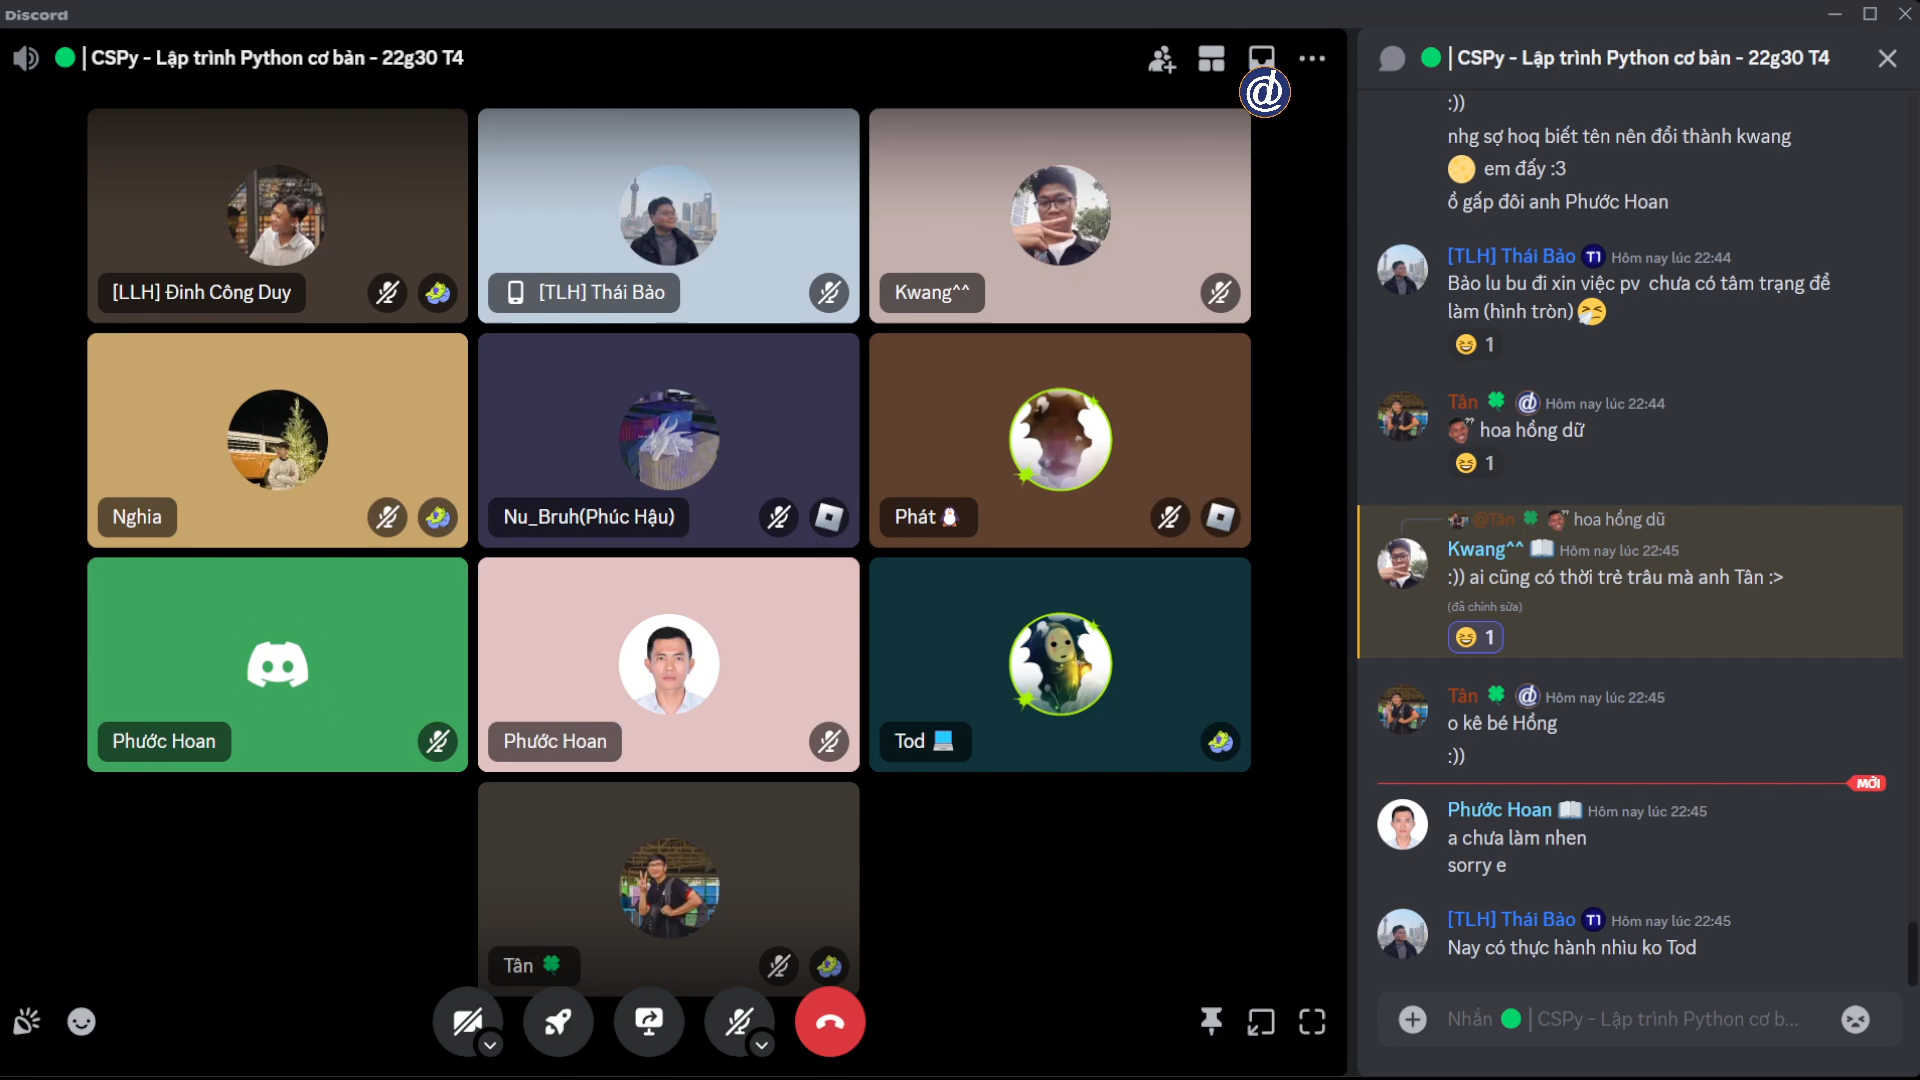 Discord
| CSPy - Lập trình Python cơ bản - 22g30 T4
[LLH] Đinh Công Duy
[TLH] Thái Bảo
Kwang^^
Nghia
Nu_Bruh(Phúc Hậu)
Phát
Phước Hoan
Phước Hoan
Tod
Tân
| CSPy - Lập trình Python cơ bản - 22g30 T4
:))
nhg sợ hoq biết tên nên đổi thành kwang
em đấy :3
ồ gấp đôi anh Phước Hoan
[TLH] Thái Bảo T1 Hôm nay lúc 22:44
Bảo lu bu đi xin việc pv chưa có tâm trạng để
làm (hình tròn)
1
Tân @ Hôm nay lúc 22:44
hoa hồng dữ
1
@Tân hoa hồng dũ
Kwang^^ Hôm nay lúc 22:45
:)) ai cũng có thời trẻ trâu mà anh Tân :>
(đã chỉnh sửa)
1
Tân @ Hôm nay lúc 22:45
o kê bé Hồng
:))
MỚI
Phước Hoan Hôm nay lúc 22:45
a chưa làm nhen
sorry e
[TLH] Thái Bảo T1 Hôm nay lúc 22:45
Nay có thực hành nhìu ko Tod
Nhắn | CSPy - Lập trình Python cơ b...